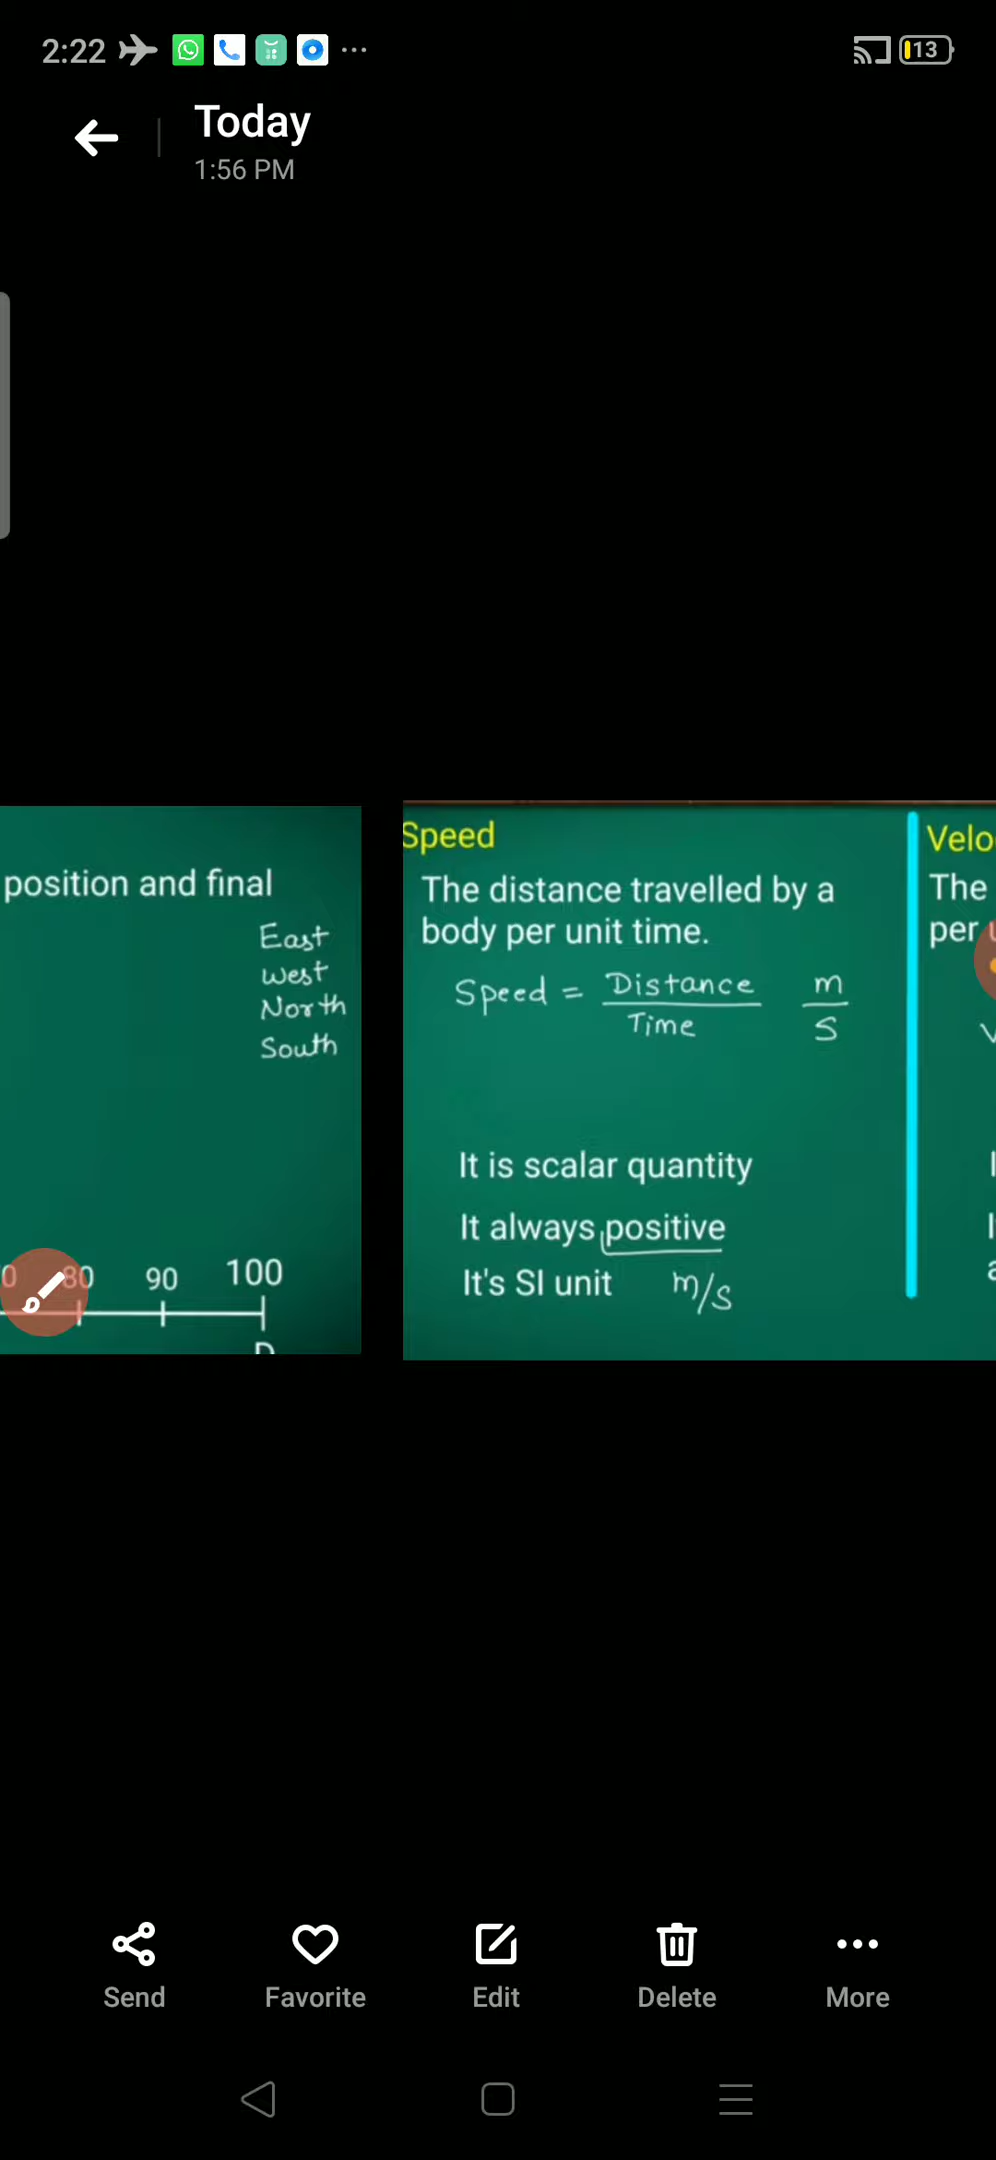 2:22 13
Today
1:56 PM
position and final
East
west
North
South
80 90 100
Speed
The distance travelled by a
body per unit time.
Speed = Distance m
Time S
It is scalar quantity
It always positive
It's SI unit m/s
The
per
Send Favorite Edit Delete More